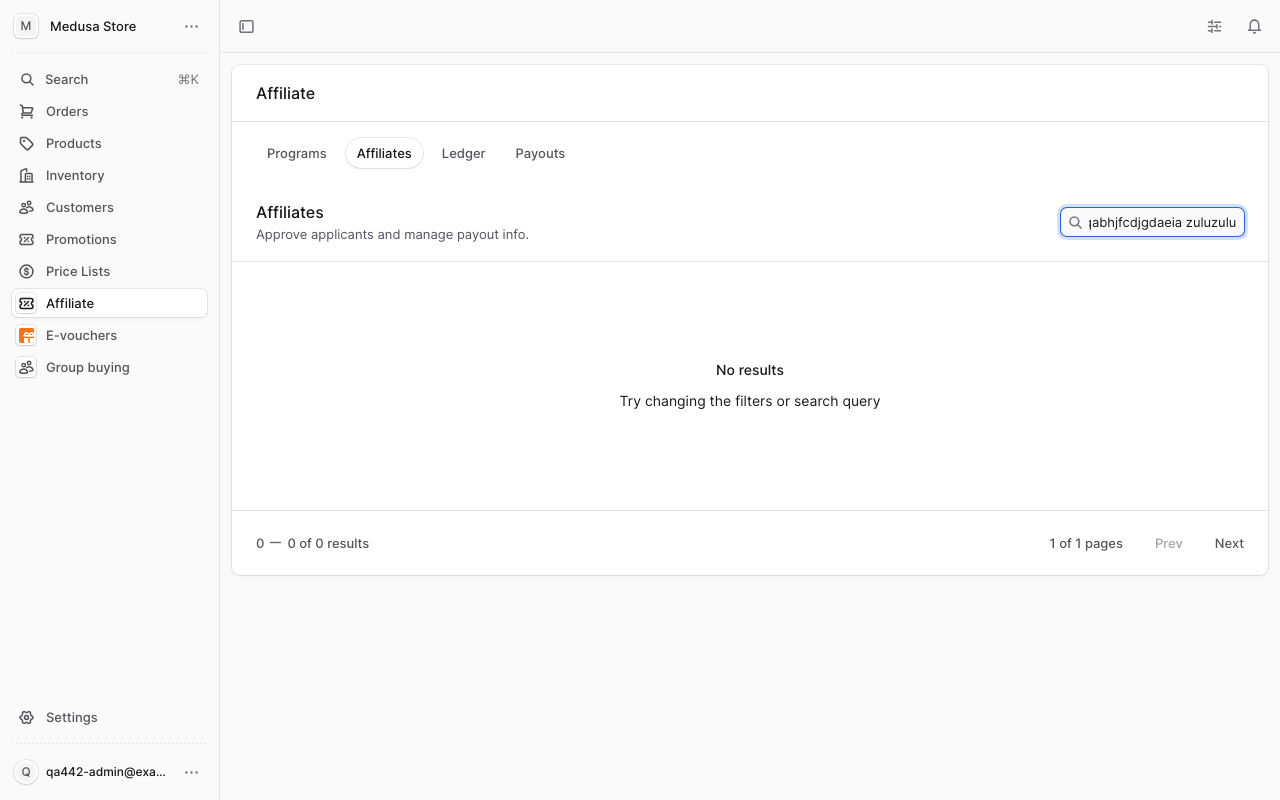 M Medusa Store
Search ⌘K
Orders
Products
Inventory
Customers
Promotions
Price Lists
Affiliate
E-vouchers
Group buying
Settings
Q qa442-admin@exa...
Affiliate
Programs Affiliates Ledger Payouts
Affiliates
Approve applicants and manage payout info.
zuluzulu
No results
Try changing the filters or search query
0 — 0 of 0 results
1 of 1 pages Prev Next